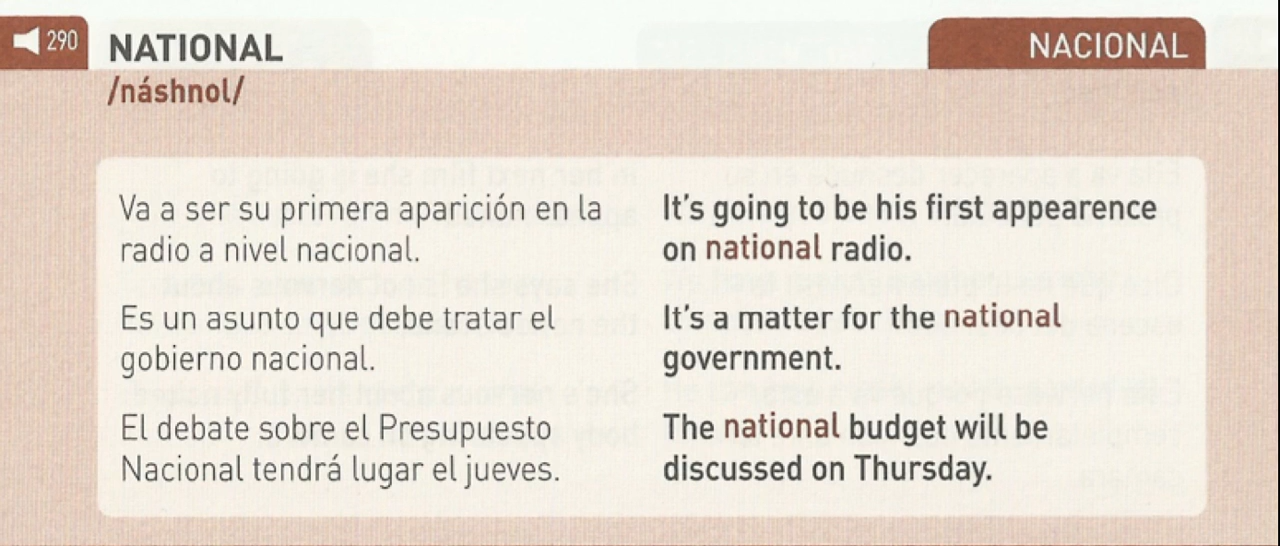 290 NATIONAL NACIONAL
/náshnol/
Va a ser su primera aparición en la
radio a nivel nacional.
It's going to be his first appearence
on national radio.
Es un asunto que debe tratar el
gobierno nacional.
It's a matter for the national
government.
El debate sobre el Presupuesto
Nacional tendrá lugar el jueves.
The national budget will be
discussed on Thursday.